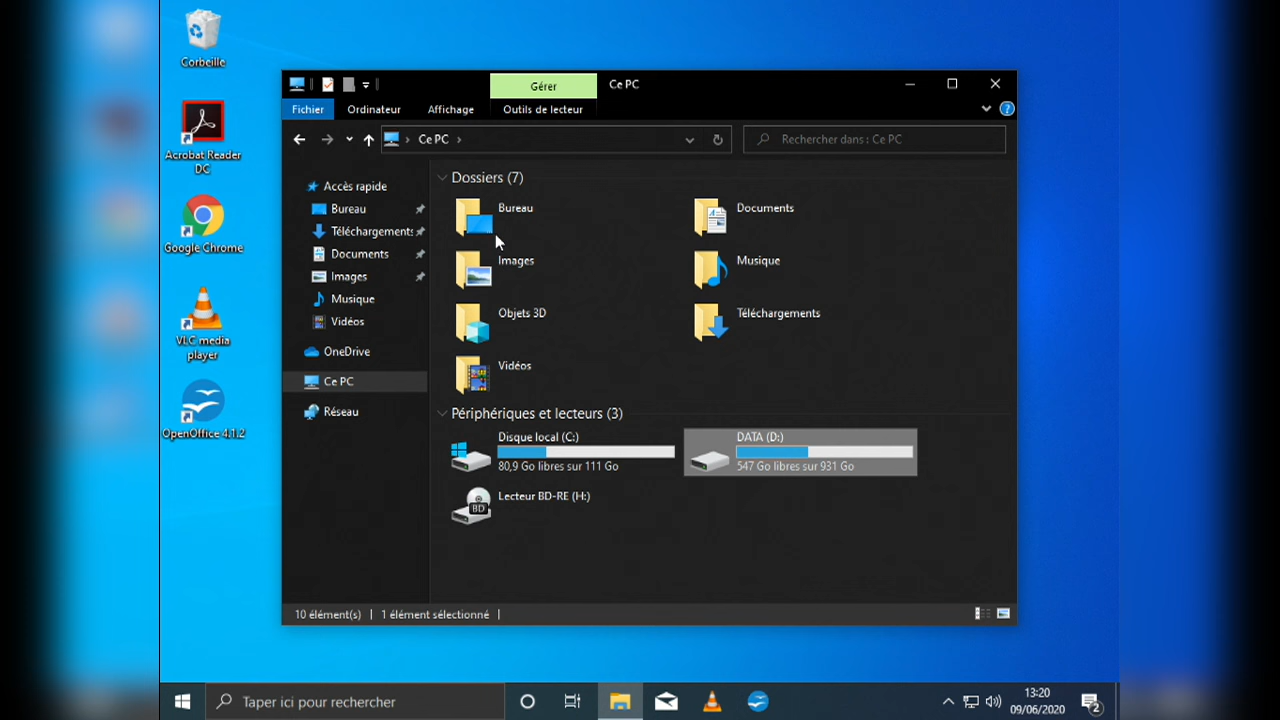 Corbeille
Acrobat Reader
DC
Google Chrome
VLC media
player
OpenOffice 4.1.2
Gérer
Ce PC
Fichier
Ordinateur
Affichage
Outils de lecteur
Ce PC
Rechercher dans : Ce PC
Accès rapide
Bureau
Téléchargements
Documents
Images
Musique
Vidéos
OneDrive
Ce PC
Réseau
Dossiers (7)
Bureau
Documents
Images
Musique
Objets 3D
Téléchargements
Vidéos
Périphériques et lecteurs (3)
Disque local (C:)
80,9 Go libres sur 111 Go
DATA (D:)
547 Go libres sur 931 Go
BD
Lecteur BD-RE (H:)
10 élément(s)
1 élément sélectionné
Taper ici pour rechercher
13:20
09/06/2020
2